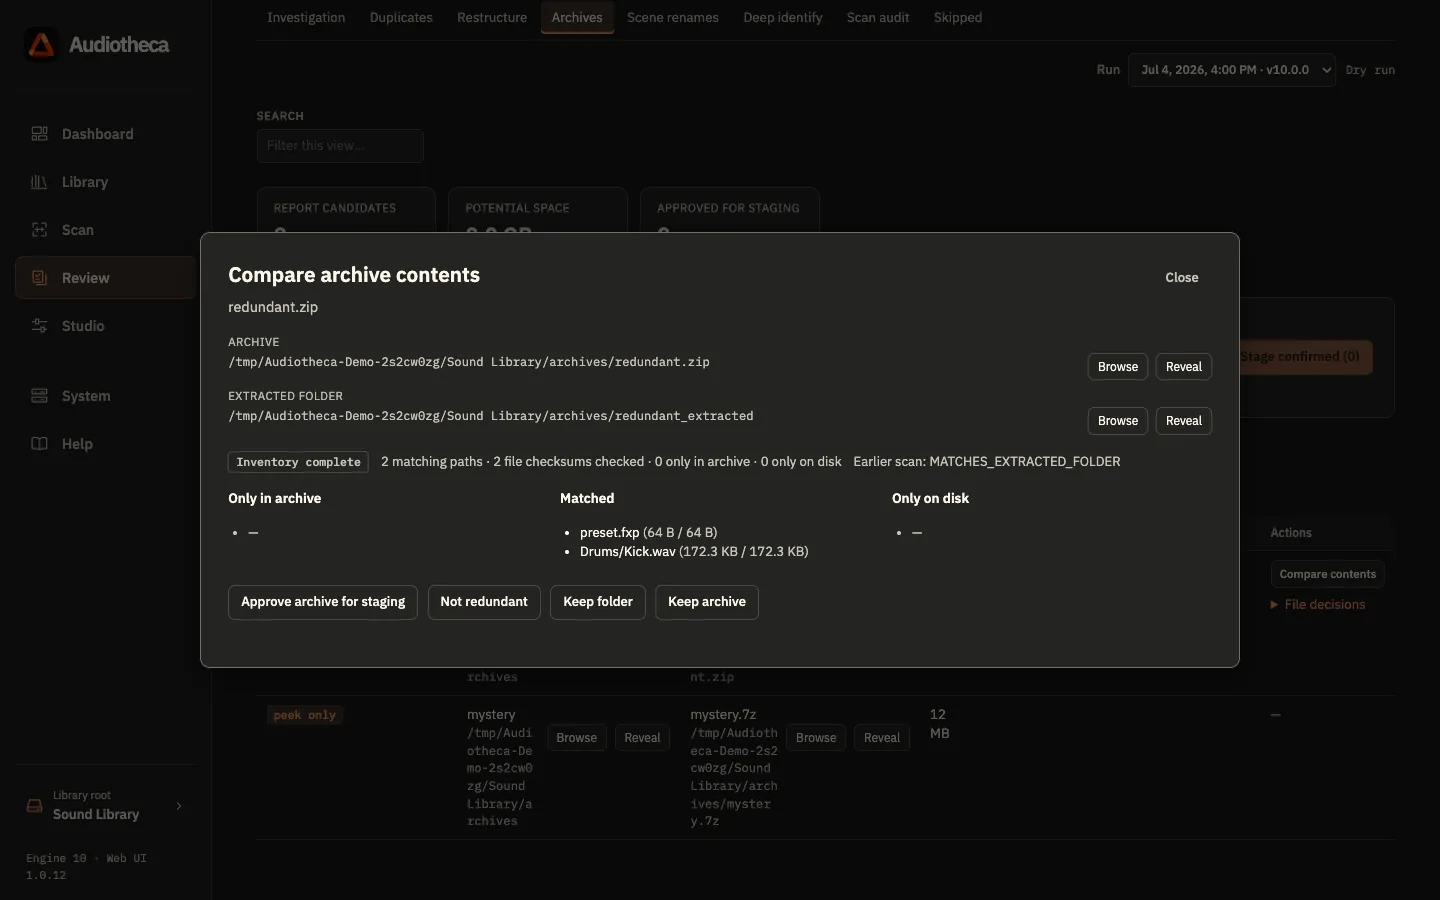 Audiotheca
Dashboard
Library
Scan
Review
Studio
System
Help
Library root
Sound Library
Engine 10 · Web UI
1.0.12
Investigation Duplicates Restructure Archives Scene renames Deep identify Scan audit Skipped
Run Jul 4, 2026, 4:00 PM · v10.0.0 Dry run
SEARCH
Filter this view...
REPORT CANDIDATES POTENTIAL SPACE APPROVED FOR STAGING
Stage confirmed (0)
Compare archive contents Close
redundant.zip
ARCHIVE
/tmp/Audiotheca-Demo-2s2cw0zg/Sound Library/archives/redundant.zip Browse Reveal
EXTRACTED FOLDER
/tmp/Audiotheca-Demo-2s2cw0zg/Sound Library/archives/redundant_extracted Browse Reveal
Inventory complete 2 matching paths · 2 file checksums checked · 0 only in archive · 0 only on disk Earlier scan: MATCHES_EXTRACTED_FOLDER
Only in archive Matched Only on disk
• — • preset.fxp (64 B / 64 B) • —
• Drums/Kick.wav (172.3 KB / 172.3 KB)
Approve archive for staging Not redundant Keep folder Keep archive
Actions
Compare contents
▶ File decisions
rchives nt.zip
peek only mystery mystery.7z 12 —
/tmp/Audi Browse Reveal /tmp/Audioth Browse Reveal MB
otheca-De eca-Demo-2s2
mo-2s2cw0 cw0zg/Sound
zg/Sound Library/arch
Library/a ives/myster
rchives y.7z